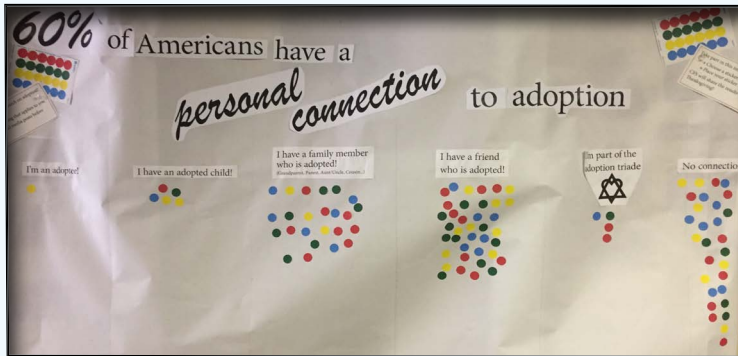 60% of Americans have a
personal connection to adoption
I'm an adoptee!
I have an adopted child!
I have a family member
who is adopted!
I have a friend
who is adopted!
I'm part of the
adoption triade
No connectio